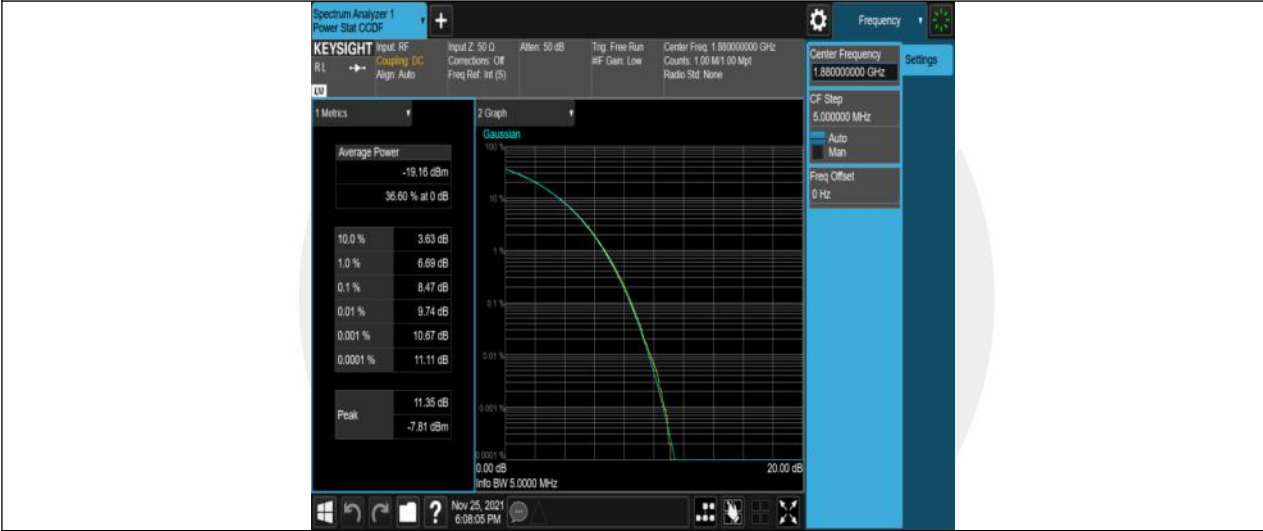 Spectrum Analyzer 1
Power Stat CCDF
+
Frequency
KEYSIGHT
R L
LV
Input: RF
Coupling: DC
Align: Auto
Input Z: 50 Ω
Corrections: Off
Freq Ref: Int (S)
Atten: 50 dB
Trig: Free Run
#IF Gain: Low
Center Freq: 1.880000000 GHz
Counts: 1.00 M/1.00 Mpt
Radio Std: None
Center Frequency
1.880000000 GHz
Settings
CF Step
5.000000 MHz
Auto
Man
Freq Offset
0 Hz
1 Metrics
Average Power
-19.16 dBm
36.60 % at 0 dB
10.0 % 3.63 dB
1.0 % 6.69 dB
0.1 % 8.47 dB
0.01 % 9.74 dB
0.001 % 10.67 dB
0.0001 % 11.11 dB
Peak
11.35 dB
-7.81 dBm
2 Graph
Gaussian
100 %
10 %
1 %
0.1 %
0.01 %
0.001 %
0.0001 %
0.00 dB 20.00 dB
Info BW 5.0000 MHz
?
Nov 25, 2021
6:08:05 PM